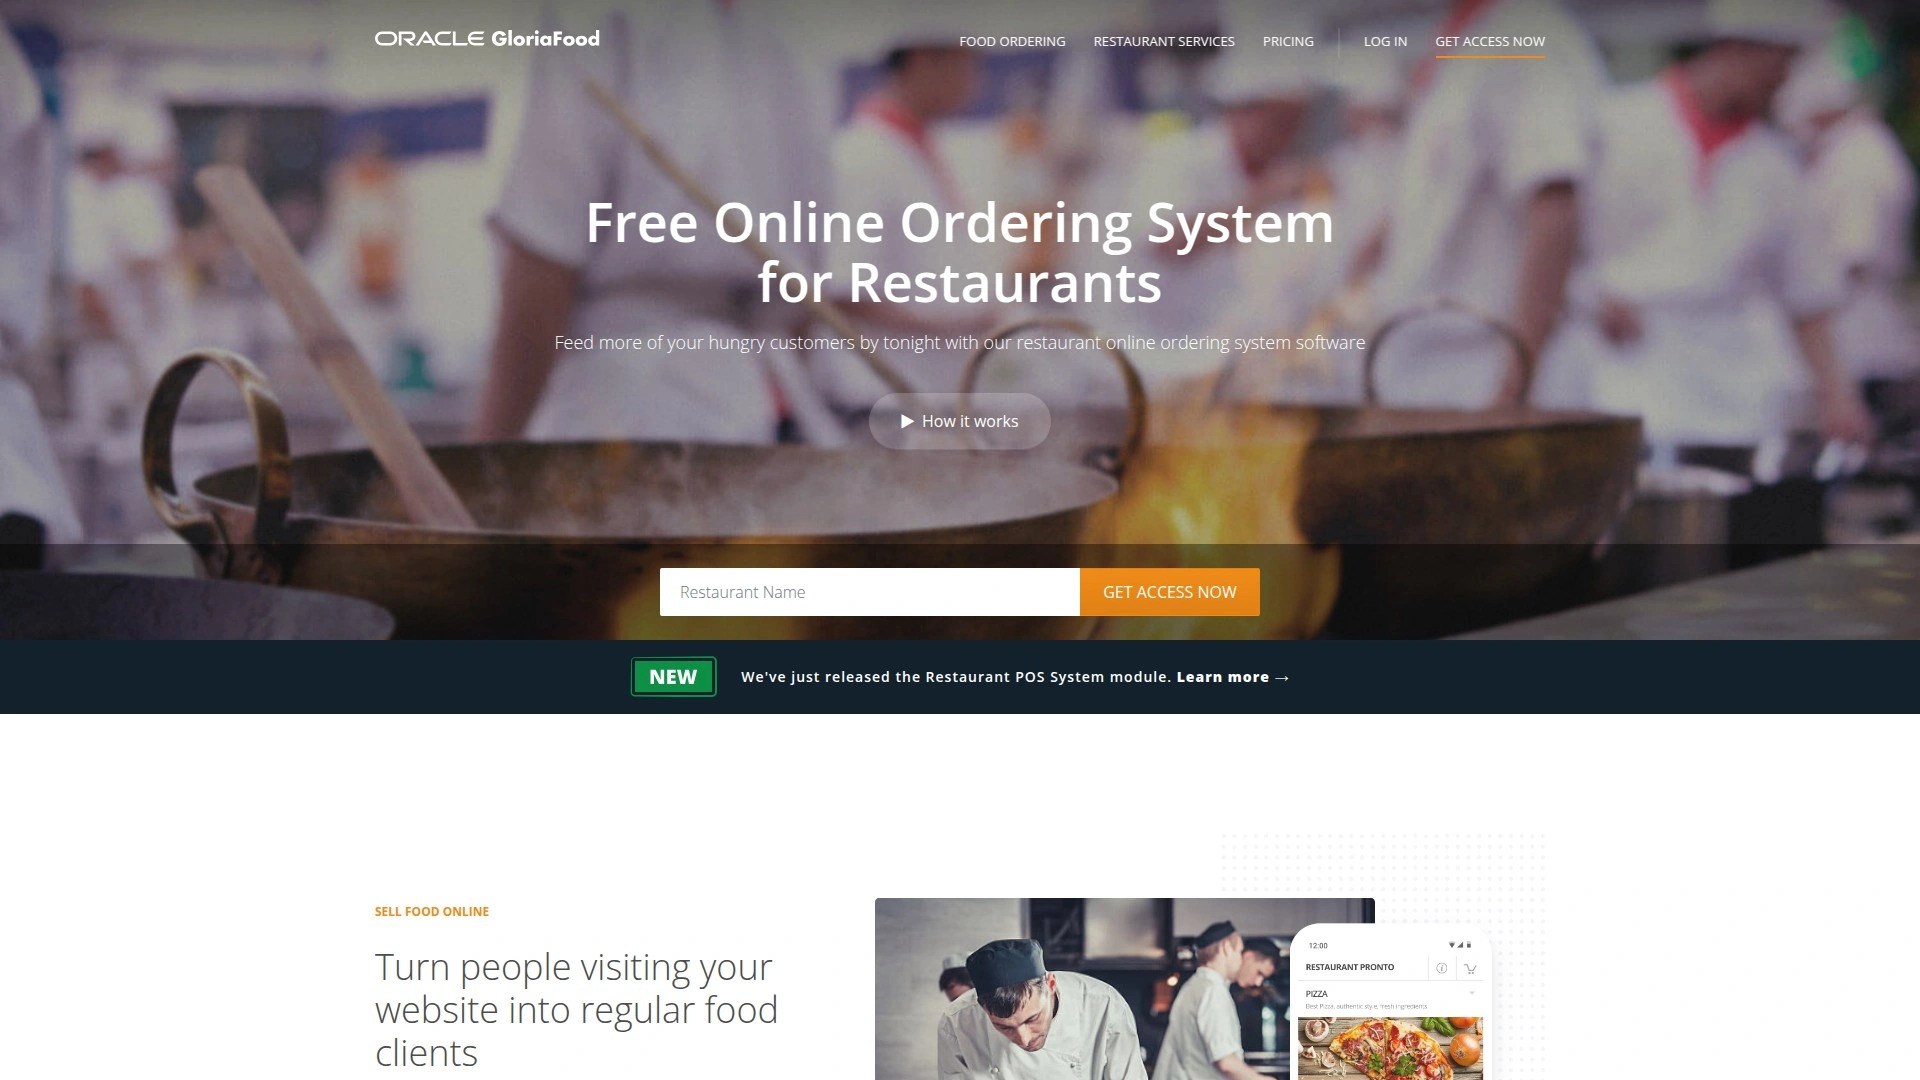 ORACLE GloriaFood
FOOD ORDERING
RESTAURANT SERVICES
PRICING
LOG IN
GET ACCESS NOW
Free Online Ordering System
for Restaurants
Feed more of your hungry customers by tonight with our restaurant online ordering system software
How it works
Restaurant Name
GET ACCESS NOW
NEW
We've just released the Restaurant POS System module. Learn more →
SELL FOOD ONLINE
Turn people visiting your
website into regular food
clients
12:00
RESTAURANT PRONTO
PIZZA
Best Pizza, authentic style, fresh ingredients